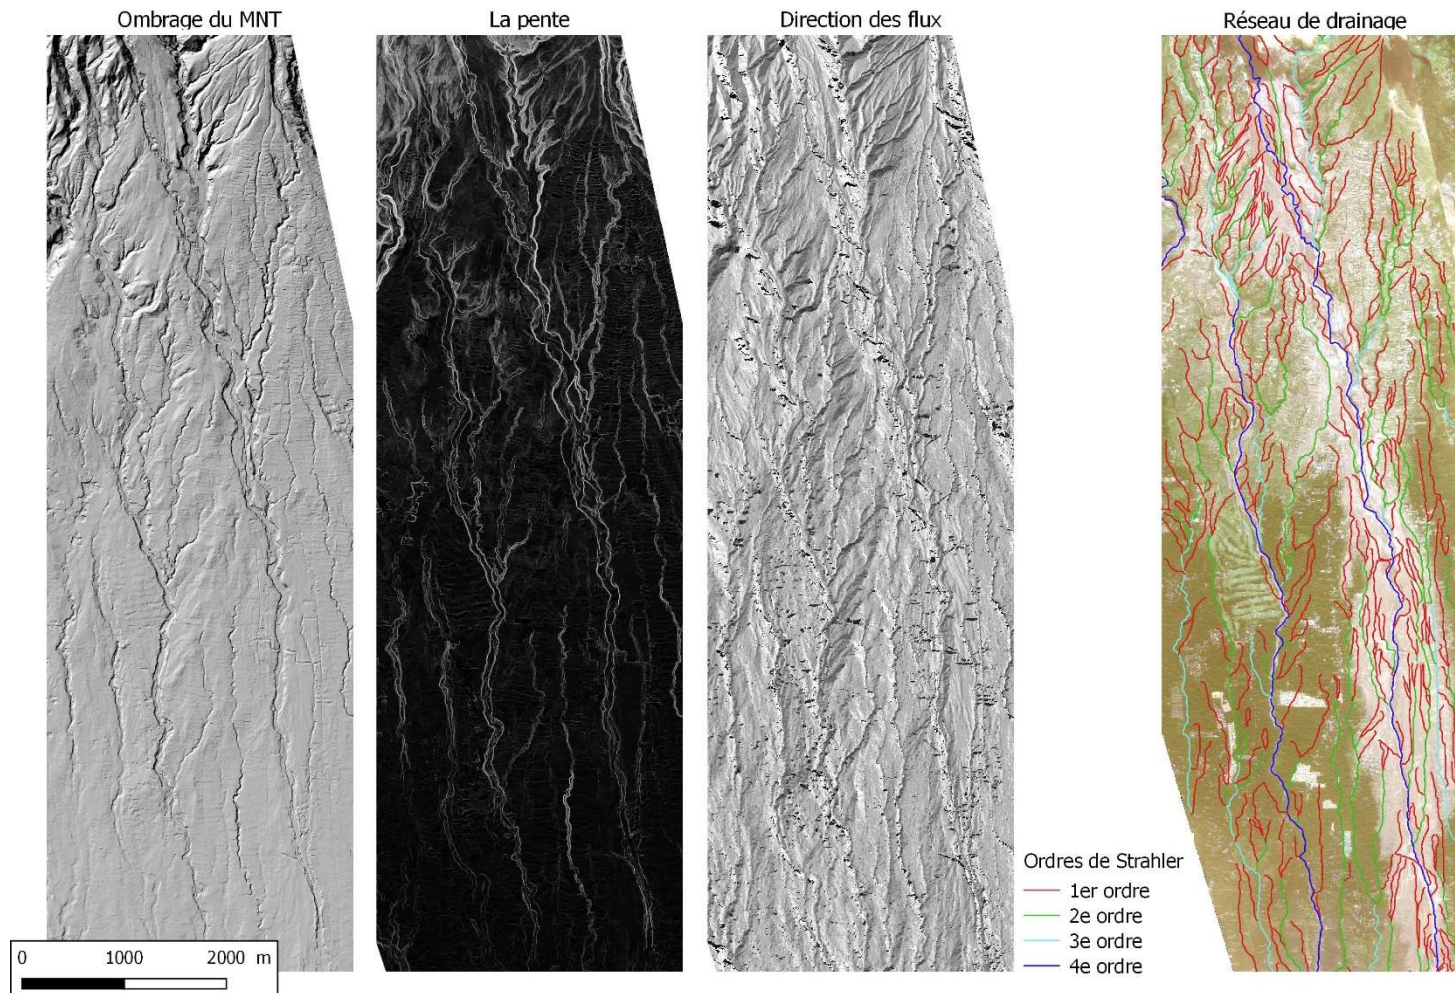 Ombrage du MNT
La pente
Direction des flux
Réseau de drainage
Ordres de Strahler
1er ordre
2e ordre
3e ordre
4e ordre
0 1000 2000 m